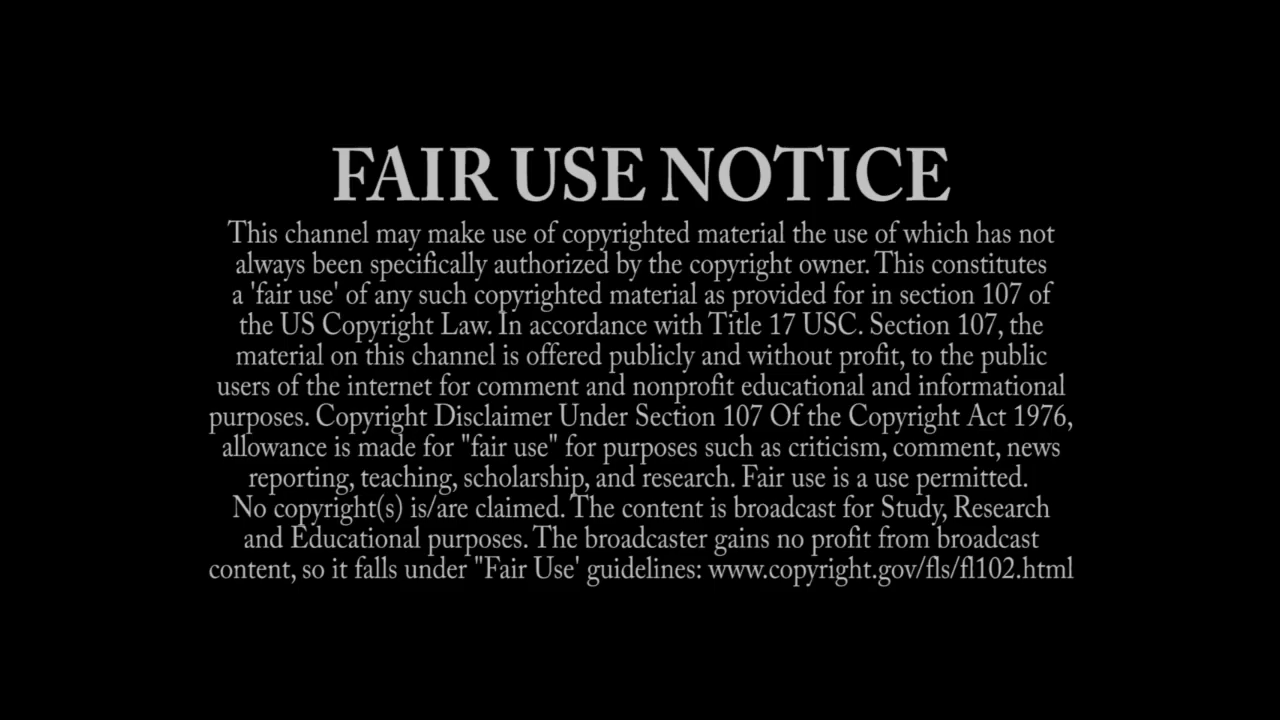 FAIR USE NOTICE
This channel may make use of copyrighted material the use of which has not
always been specifically authorized by the copyright owner. This constitutes
a 'fair use' of any such copyrighted material as provided for in section 107 of
the US Copyright Law. In accordance with Title 17 USC. Section 107, the
material on this channel is offered publicly and without profit, to the public
users of the internet for comment and nonprofit educational and informational
purposes. Copyright Disclaimer Under Section 107 Of the Copyright Act 1976,
allowance is made for "fair use" for purposes such as criticism, comment, news
reporting, teaching, scholarship, and research. Fair use is a use permitted.
No copyright(s) is/are claimed. The content is broadcast for Study, Research
and Educational purposes. The broadcaster gains no profit from broadcast
content, so it falls under "Fair Use' guidelines: www.copyright.gov/fls/fl102.html